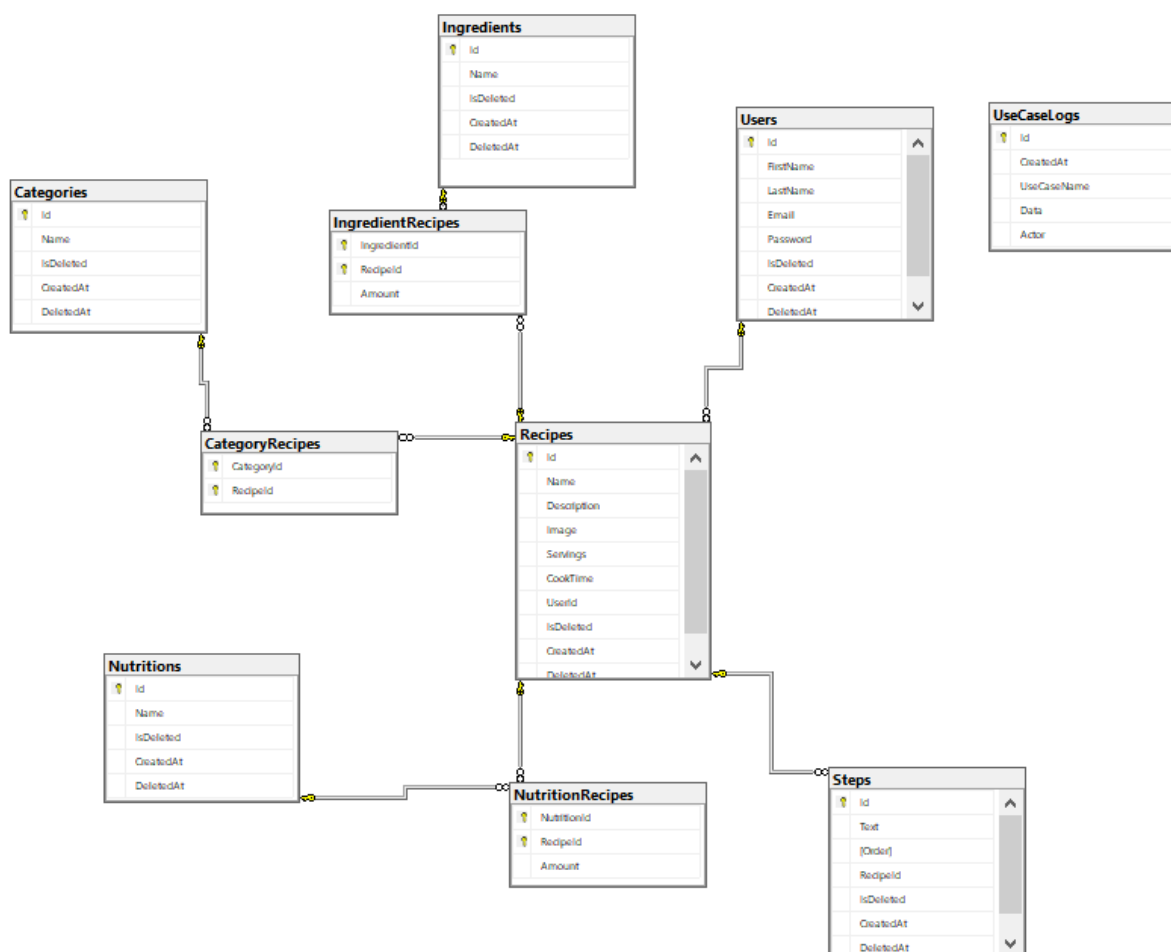 Ingredients
Id
Name
IsDeleted
CreatedAt
DeletedAt
Users
Id
FirstName
LastName
Email
Password
IsDeleted
CreatedAt
DeletedAt
UseCaseLogs
Id
CreatedAt
UseCaseName
Data
Actor
Categories
Id
Name
IsDeleted
CreatedAt
DeletedAt
IngredientRecipes
IngredientId
RecipeId
Amount
CategoryRecipes
CategoryId
RecipeId
Recipes
Id
Name
Description
Image
Servings
CookTime
UserId
IsDeleted
CreatedAt
DeletedAt
Nutritions
Id
Name
IsDeleted
CreatedAt
DeletedAt
NutritionRecipes
NutritionId
RecipeId
Amount
Steps
Id
Text
[Order]
RecipeId
IsDeleted
CreatedAt
DeletedAt